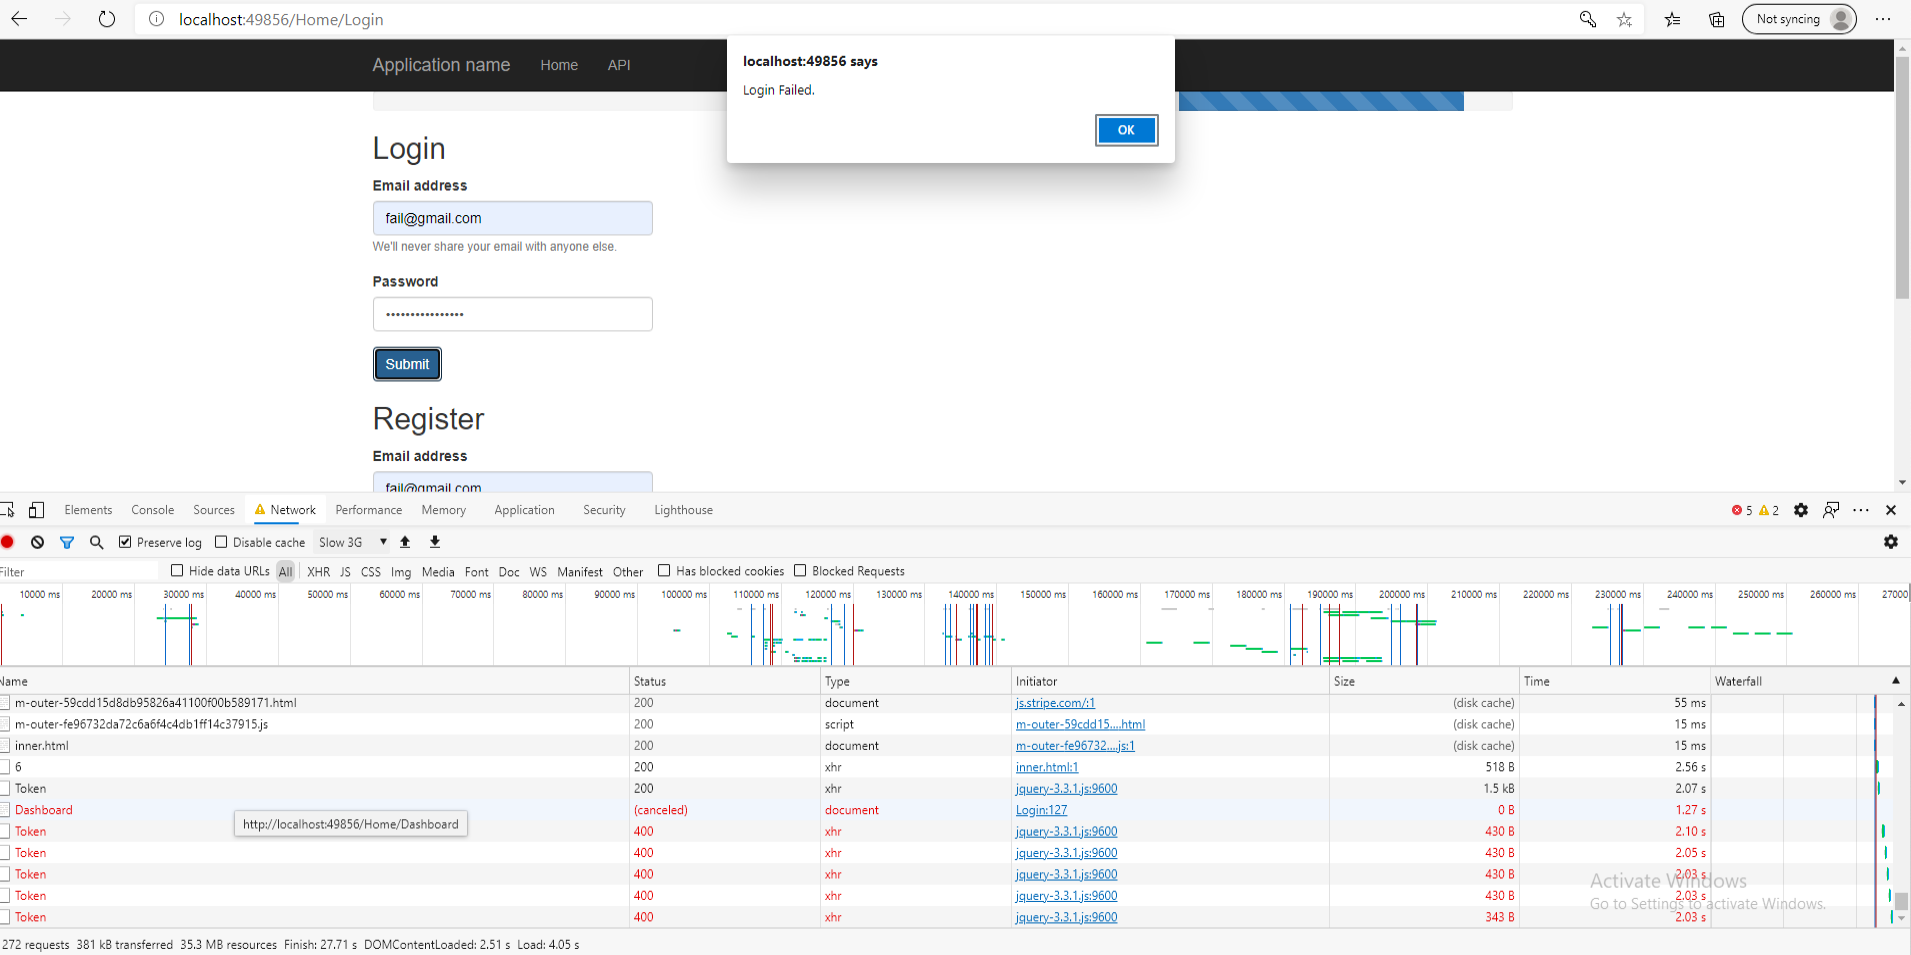 localhost:49856/Home/Login
Not syncing
Application name Home API
localhost:49856 says
Login Failed.
OK
Login
Email address
fail@gmail.com
We'll never share your email with anyone else.
Password
••••••••••••••••
Submit
Register
Email address
fail@gmail.com
Elements Console Sources Network Performance Memory Application Security Lighthouse 5 2
Preserve log Disable cache Slow 3G
Filter Hide data URLs All XHR JS CSS Img Media Font Doc WS Manifest Other Has blocked cookies Blocked Requests
10000 ms 20000 ms 30000 ms 40000 ms 50000 ms 60000 ms 70000 ms 80000 ms 90000 ms 100000 ms 110000 ms 120000 ms 130000 ms 140000 ms 150000 ms 160000 ms 170000 ms 180000 ms 190000 ms 200000 ms 210000 ms 220000 ms 230000 ms 240000 ms 250000 ms 260000 ms 27000
Name Status Type Initiator Size Time Waterfall
m-outer-59cdd15d8db95826a41100f00b589171.html 200 document js.stripe.com/:1 (disk cache) 55 ms
m-outer-fe96732da72c6a6f4c4db1ff14c37915.js 200 script m-outer-59cdd15....html (disk cache) 15 ms
inner.html 200 document m-outer-fe96732....js:1 (disk cache) 15 ms
6 200 xhr inner.html:1 518 B 2.56 s
Token 200 xhr jquery-3.3.1.js:9600 1.5 kB 2.07 s
Dashboard (canceled) document Login:127 0 B 1.27 s
http://localhost:49856/Home/Dashboard
Token 400 xhr jquery-3.3.1.js:9600 430 B 2.10 s
Token 400 xhr jquery-3.3.1.js:9600 430 B 2.05 s
Token 400 xhr jquery-3.3.1.js:9600 430 B 2.03 s
Token 400 xhr jquery-3.3.1.js:9600 430 B 2.03 s
Token 400 xhr jquery-3.3.1.js:9600 343 B 2.03 s
Activate Windows
Go to Settings to activate Windows.
272 requests 381 kB transferred 35.3 MB resources Finish: 27.71 s DOMContentLoaded: 2.51 s Load: 4.05 s